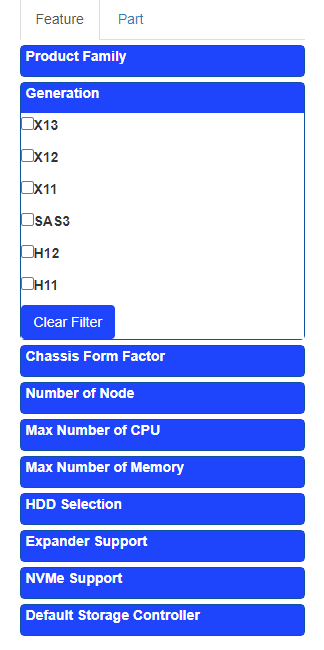 Feature Part
Product Family
Generation
X13
X12
X11
SAS3
H12
H11
Clear Filter
Chassis Form Factor
Number of Node
Max Number of CPU
Max Number of Memory
HDD Selection
Expander Support
NVMe Support
Default Storage Controller